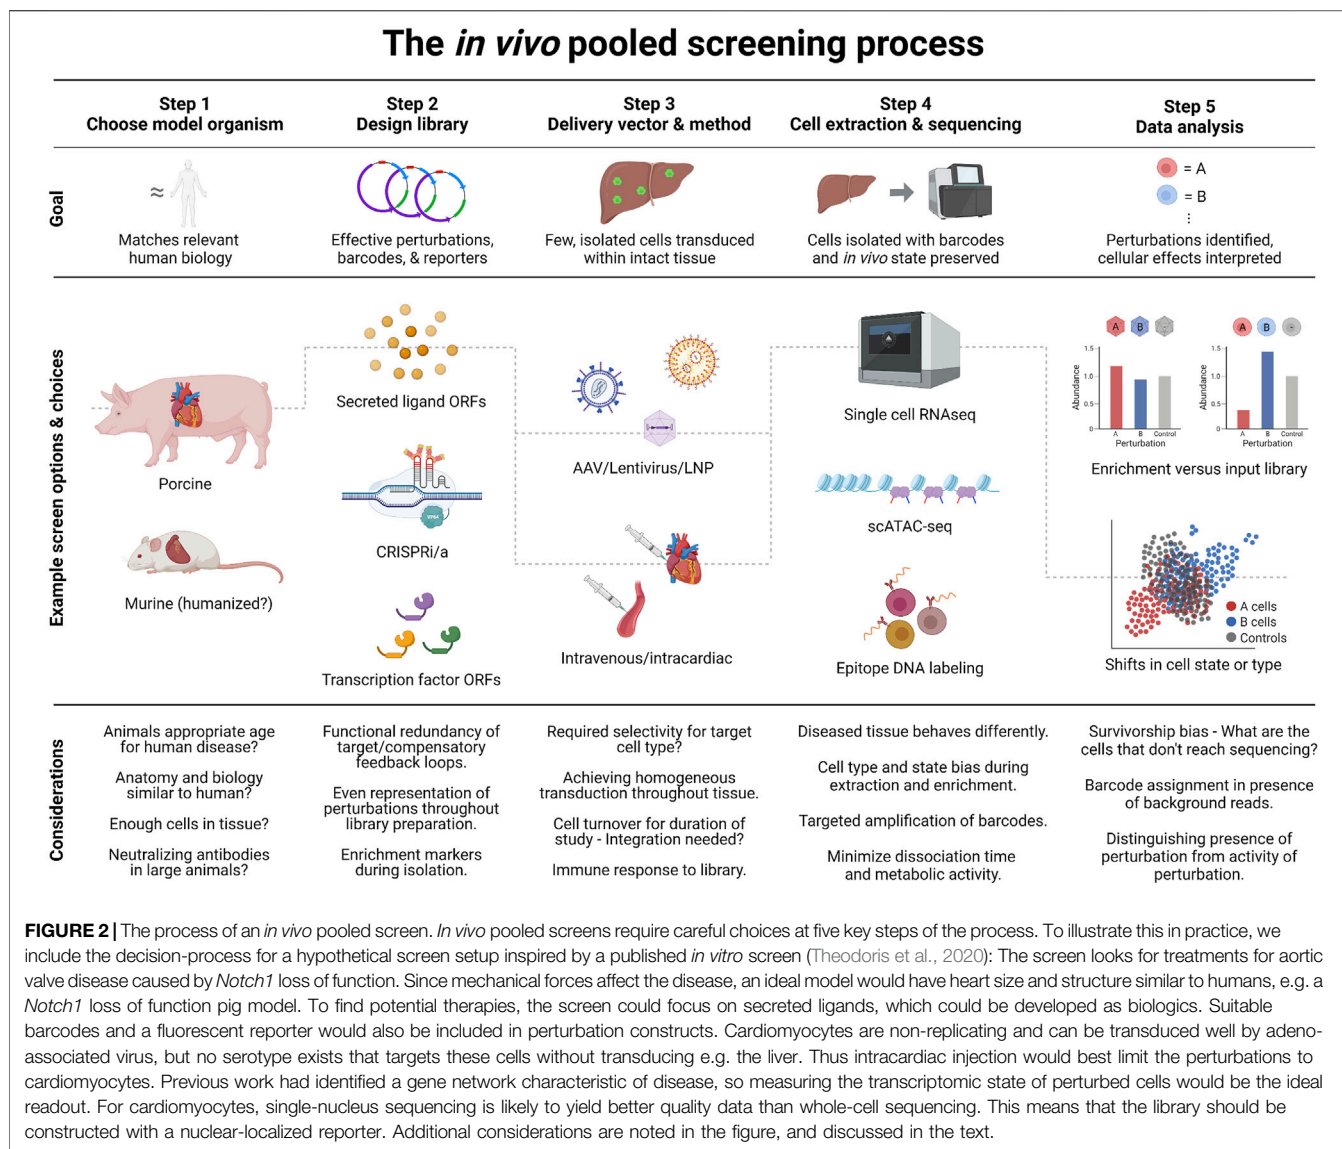 The in vivo pooled screening process
Step 1
Choose model organism
Step 2
Design library
Step 3
Delivery vector & method
Step 4
Cell extraction & sequencing
Step 5
Data analysis
Goal
≈
Matches relevant
human biology
Effective perturbations,
barcodes, & reporters
Few, isolated cells transduced
within intact tissue
Cells isolated with barcodes
and in vivo state preserved
= A
= B
⋮
Perturbations identified,
cellular effects interpreted
Example screen options & choices
Porcine
Murine (humanized?)
Secreted ligand ORFs
CRISPRi/a
Transcription factor ORFs
AAV/Lentivirus/LNP
Intravenous/intracardiac
Single cell RNAseq
scATAC-seq
Epitope DNA labeling
A B -
Abundance
1.5
1.0
0.5
0
A B Control
Perturbation
A B -
Abundance
1.5
1.0
0.5
0
A B Control
Perturbation
Enrichment versus input library
A cells
B cells
Controls
Shifts in cell state or type
Considerations
Animals appropriate age
for human disease?
Anatomy and biology
similar to human?
Enough cells in tissue?
Neutralizing antibodies
in large animals?
Functional redundancy of
target/compensatory
feedback loops.
Even representation of
perturbations throughout
library preparation.
Enrichment markers
during isolation.
Required selectivity for target
cell type?
Achieving homogeneous
transduction throughout tissue.
Cell turnover for duration of
study - Integration needed?
Immune response to library.
Diseased tissue behaves differently.
Cell type and state bias during
extraction and enrichment.
Targeted amplification of barcodes.
Minimize dissociation time
and metabolic activity.
Survivorship bias - What are the
cells that don't reach sequencing?
Barcode assignment in presence
of background reads.
Distinguishing presence of
perturbation from activity of
perturbation.
FIGURE 2 | The process of an in vivo pooled screen. In vivo pooled screens require careful choices at five key steps of the process. To illustrate this in practice, we
include the decision-process for a hypothetical screen setup inspired by a published in vitro screen (Theodoris et al., 2020): The screen looks for treatments for aortic
valve disease caused by Notch1 loss of function. Since mechanical forces affect the disease, an ideal model would have heart size and structure similar to humans, e.g. a
Notch1 loss of function pig model. To find potential therapies, the screen could focus on secreted ligands, which could be developed as biologics. Suitable
barcodes and a fluorescent reporter would also be included in perturbation constructs. Cardiomyocytes are non-replicating and can be transduced well by adeno-
associated virus, but no serotype exists that targets these cells without transducing e.g. the liver. Thus intracardiac injection would best limit the perturbations to
cardiomyocytes. Previous work had identified a gene network characteristic of disease, so measuring the transcriptomic state of perturbed cells would be the ideal
readout. For cardiomyocytes, single-nucleus sequencing is likely to yield better quality data than whole-cell sequencing. This means that the library should be
constructed with a nuclear-localized reporter. Additional considerations are noted in the figure, and discussed in the text.